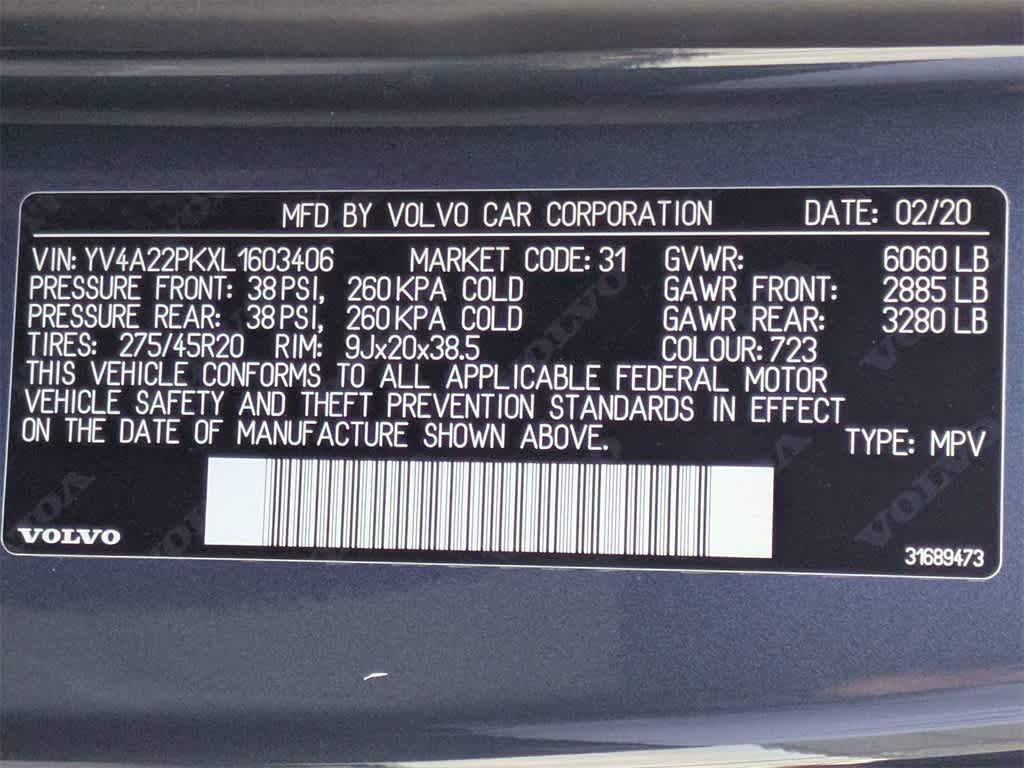 MFD BY VOLVO CAR CORPORATION DATE: 02/20
VIN: YV4A22PKXL1603406 MARKET CODE: 31 GVWR: 6060 LB
PRESSURE FRONT: 38 PSI, 260 KPA COLD GAWR FRONT: 2885 LB
PRESSURE REAR: 38 PSI, 260 KPA COLD GAWR REAR: 3280 LB
TIRES: 275/45R20 RIM: 9Jx20x38.5 COLOUR: 723
THIS VEHICLE CONFORMS TO ALL APPLICABLE FEDERAL MOTOR
VEHICLE SAFETY AND THEFT PREVENTION STANDARDS IN EFFECT
ON THE DATE OF MANUFACTURE SHOWN ABOVE. TYPE: MPV
VOLVO 31689473